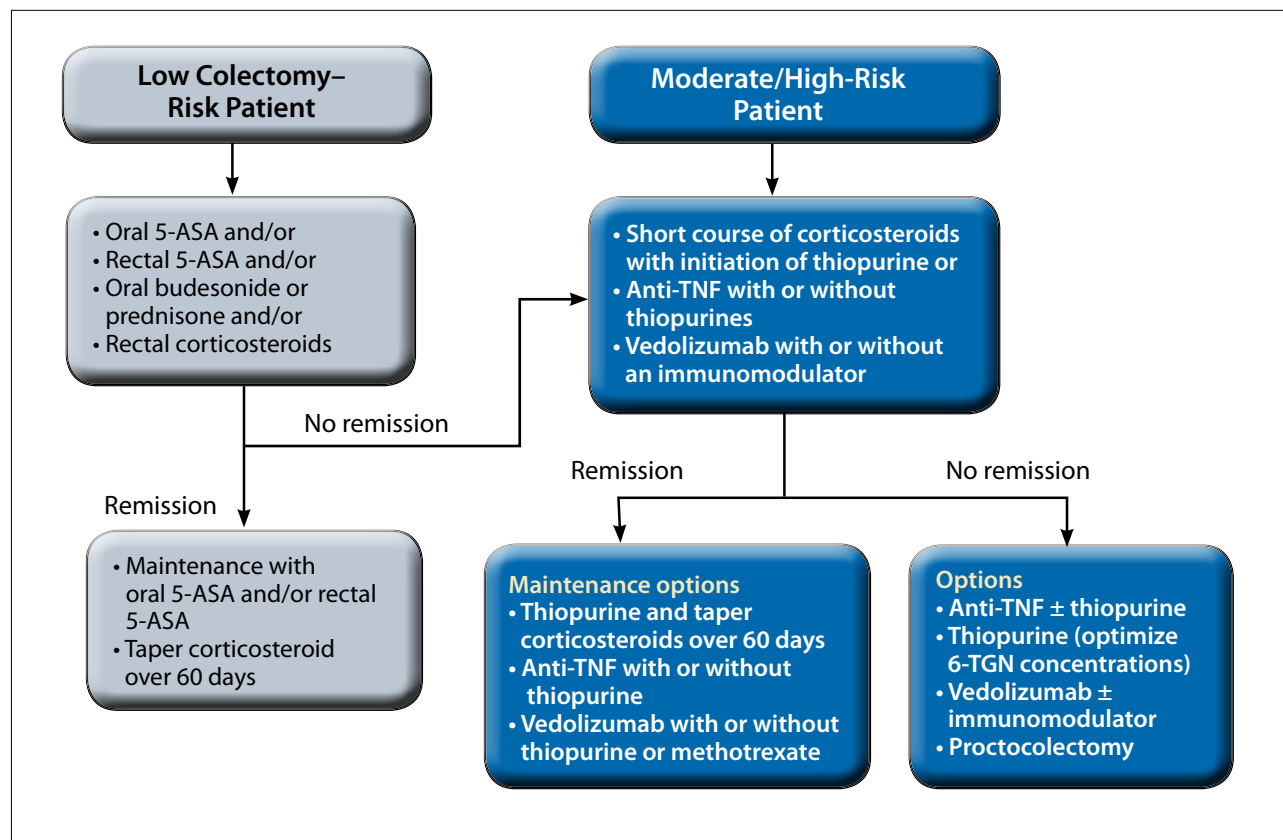 Low Colectomy–
Risk Patient
Moderate/High-Risk
Patient
• Oral 5-ASA and/or
• Rectal 5-ASA and/or
• Oral budesonide or
prednisone and/or
• Rectal corticosteroids
• Short course of corticosteroids
with initiation of thiopurine or
• Anti-TNF with or without
thiopurines
• Vedolizumab with or without
an immunomodulator
No remission
Remission
Remission
No remission
• Maintenance with
oral 5-ASA and/or rectal
5-ASA
• Taper corticosteroid
over 60 days
Maintenance options
• Thiopurine and taper
corticosteroids over 60 days
• Anti-TNF with or without
thiopurine
• Vedolizumab with or without
thiopurine or methotrexate
Options
• Anti-TNF ± thiopurine
• Thiopurine (optimize
6-TGN concentrations)
• Vedolizumab ±
immunomodulator
• Proctocolectomy